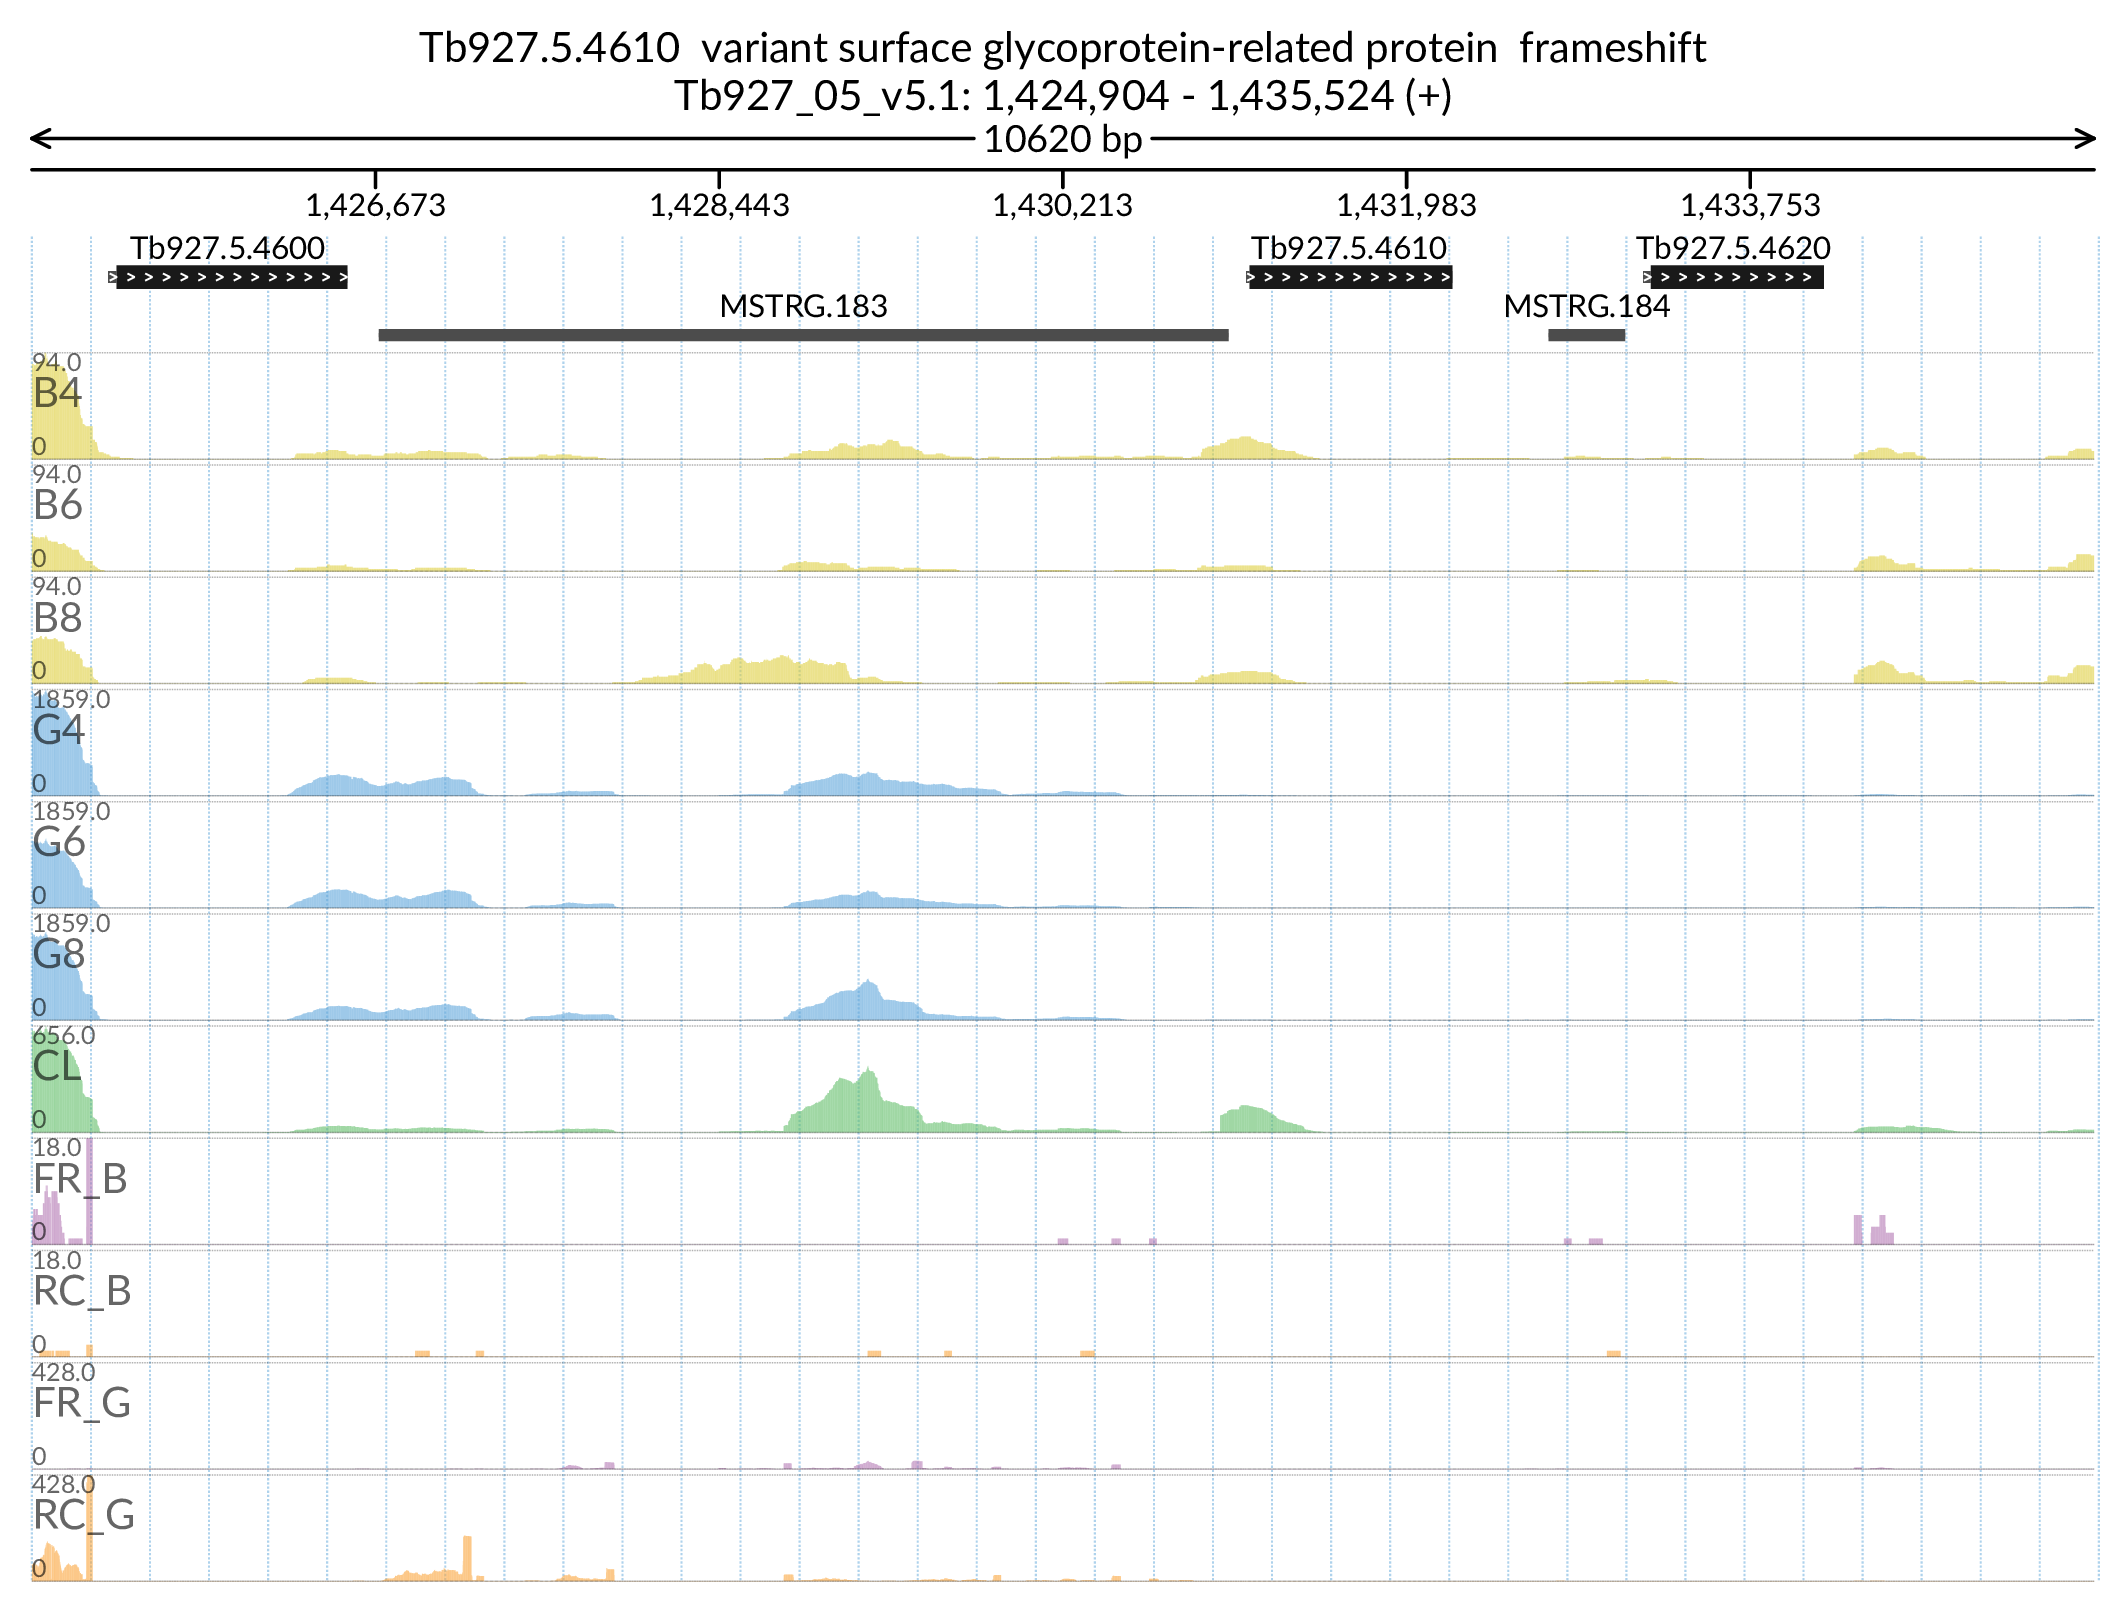 Tb927.5.4610  variant surface glycoprotein-related protein  frameshift
Tb927_05_v5.1: 1,424,904 - 1,435,524 (+)
10620 bp
1,426,673 1,428,443 1,430,213 1,431,983 1,433,753
Tb927.5.4600 Tb927.5.4610 Tb927.5.4620
MSTRG.183 MSTRG.184
94.0
B4
0
94.0
B6
0
94.0
B8
0
1859.0
G4
0
1859.0
G6
0
1859.0
G8
0
656.0
CL
0
18.0
FR_B
0
18.0
RC_B
0
428.0
FR_G
0
428.0
RC_G
0